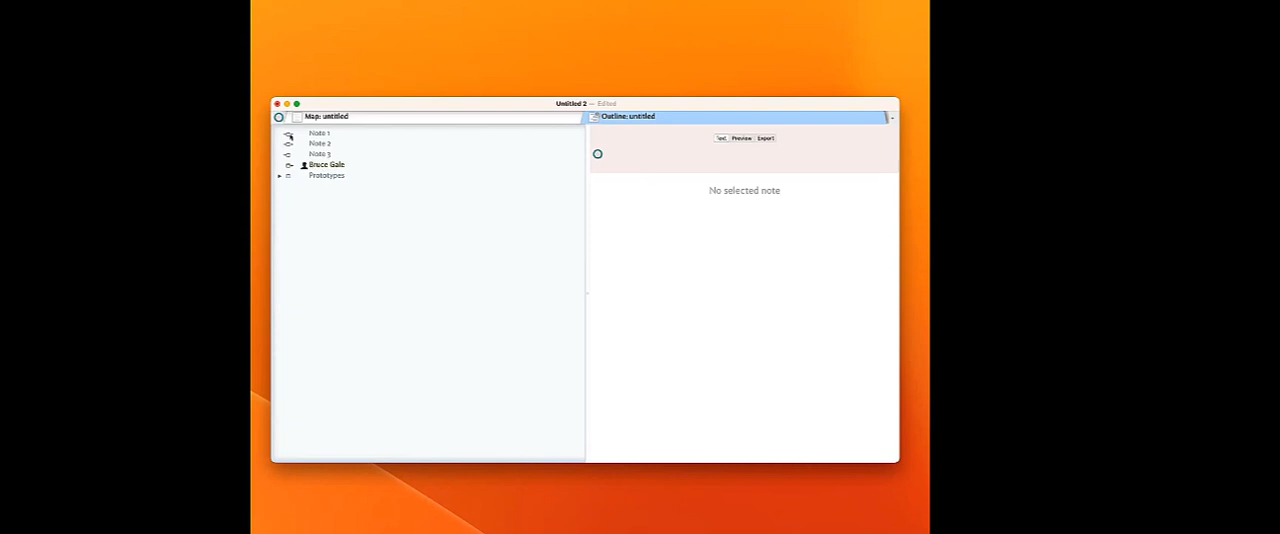 Untitled 2 — Edited
Map: untitled
Outline: untitled
Note 1
Note 2
Note 3
Bruce Gale
Prototypes
Text Preview Export
No selected note